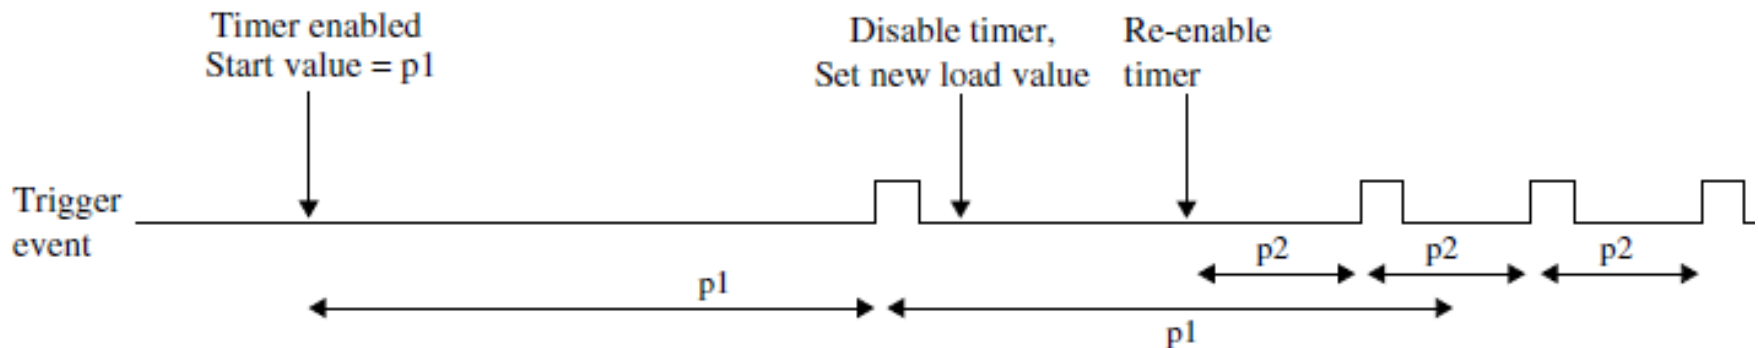 Timer enabled
Start value = p1
Disable timer,
Set new load value
Re-enable
timer
Trigger
event
p2
p2
p2
p1
p1